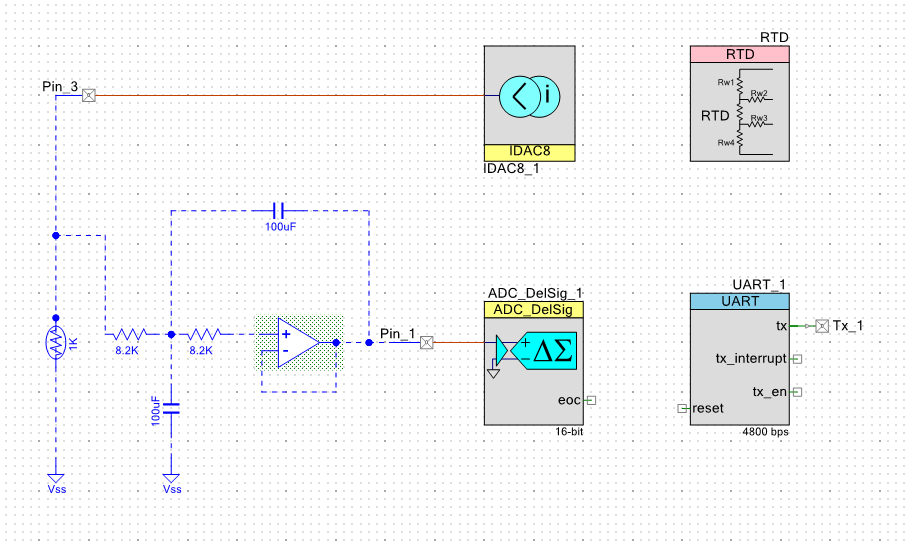 RTD
RTD
Rw1
Rw2
RTD
Rw3
Rw4
Pin_3
i
IDAC8
IDAC8_1
100uF
1K
8.2K
8.2K
+
-
Pin_1
100uF
Vss
Vss
ADC_DelSig_1
ADC_DelSig
+
-
ΔΣ
eoc
16-bit
UART_1
UART
tx
Tx_1
tx_interrupt
tx_en
reset
4800 bps